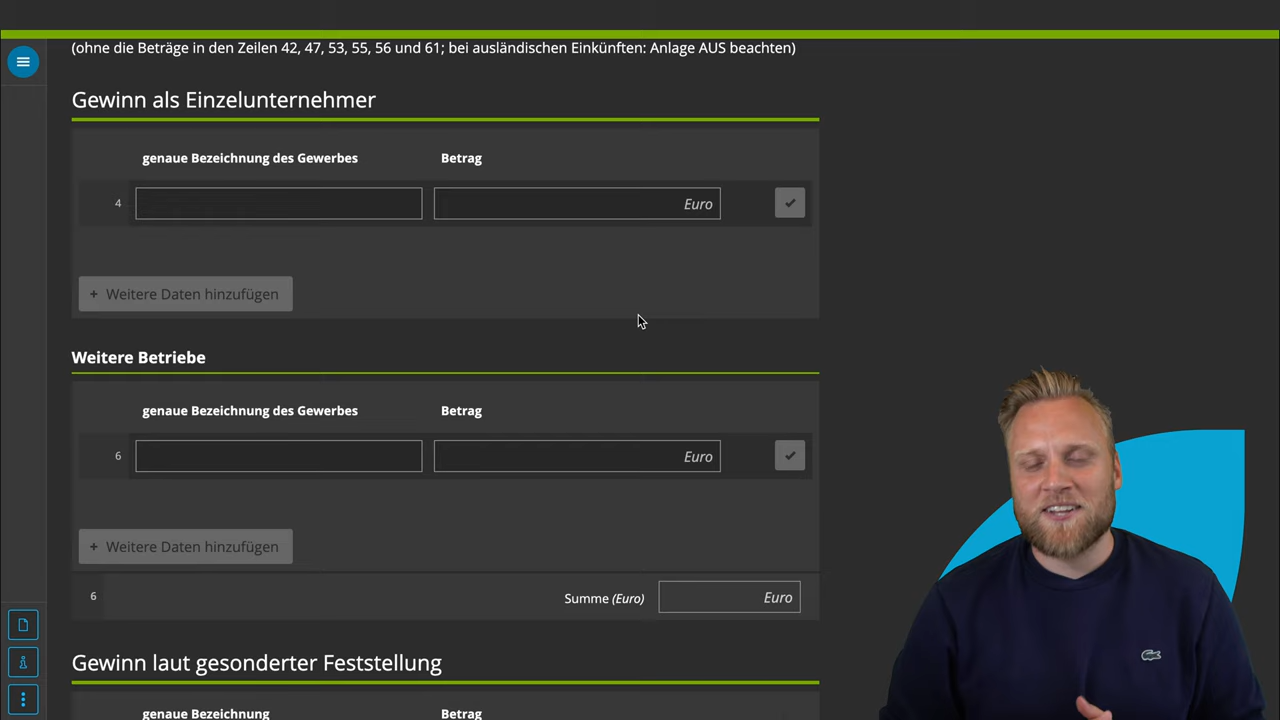 (ohne die Beträge in den Zeilen 42, 47, 53, 55, 56 und 61; bei ausländischen Einkünften: Anlage AUS beachten)
Gewinn als Einzelunternehmer
genaue Bezeichnung des Gewerbes Betrag
4 Euro
+ Weitere Daten hinzufügen
Weitere Betriebe
genaue Bezeichnung des Gewerbes Betrag
6 Euro
+ Weitere Daten hinzufügen
6 Summe (Euro) Euro
Gewinn laut gesonderter Feststellung
genaue Bezeichnung Betrag